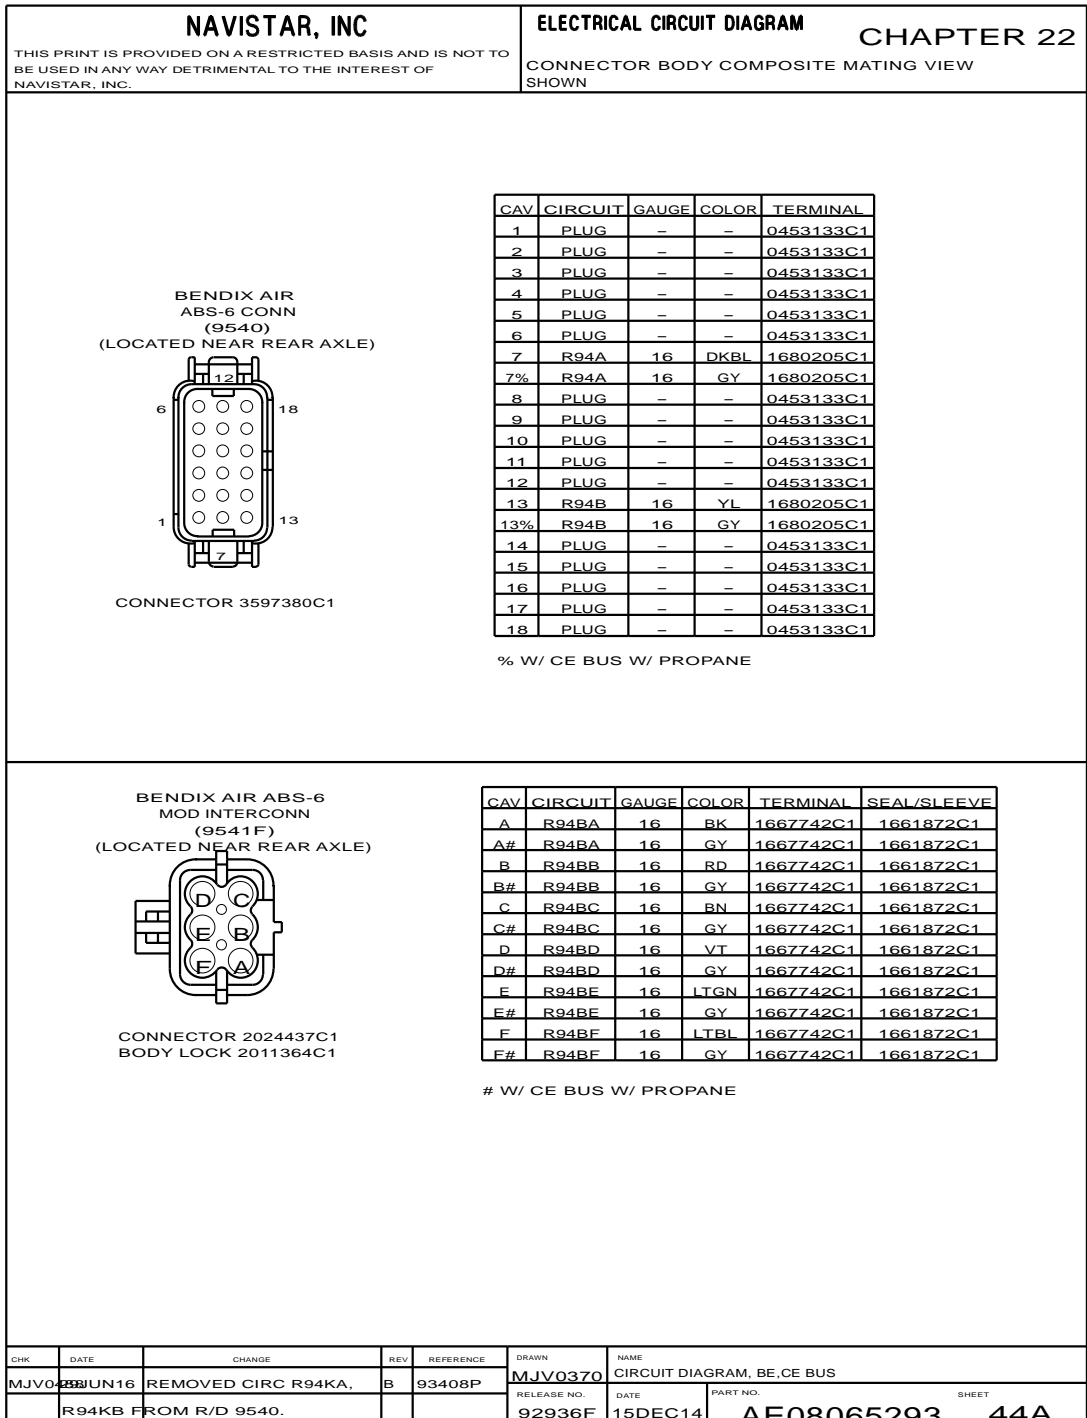 NAVISTAR, INC
THIS PRINT IS PROVIDED ON A RESTRICTED BASIS AND IS NOT TO
BE USED IN ANY WAY DETRIMENTAL TO THE INTEREST OF
NAVISTAR, INC.
ELECTRICAL CIRCUIT DIAGRAM
CHAPTER 22
CONNECTOR BODY COMPOSITE MATING VIEW
SHOWN
BENDIX AIR
ABS-6 CONN
(9540)
(LOCATED NEAR REAR AXLE)
12
6 18
1 13
7
CONNECTOR 3597380C1
CAV CIRCUIT GAUGE COLOR TERMINAL
1 PLUG – – 0453133C1
2 PLUG – – 0453133C1
3 PLUG – – 0453133C1
4 PLUG – – 0453133C1
5 PLUG – – 0453133C1
6 PLUG – – 0453133C1
7 R94A 16 DKBL 1680205C1
7% R94A 16 GY 1680205C1
8 PLUG – – 0453133C1
9 PLUG – – 0453133C1
10 PLUG – – 0453133C1
11 PLUG – – 0453133C1
12 PLUG – – 0453133C1
13 R94B 16 YL 1680205C1
13% R94B 16 GY 1680205C1
14 PLUG – – 0453133C1
15 PLUG – – 0453133C1
16 PLUG – – 0453133C1
17 PLUG – – 0453133C1
18 PLUG – – 0453133C1
% W/ CE BUS W/ PROPANE
BENDIX AIR ABS-6
MOD INTERCONN
(9541F)
(LOCATED NEAR REAR AXLE)
D C
E B
F A
CONNECTOR 2024437C1
BODY LOCK 2011364C1
CAV CIRCUIT GAUGE COLOR TERMINAL SEAL/SLEEVE
A R94BA 16 BK 1667742C1 1661872C1
A# R94BA 16 GY 1667742C1 1661872C1
B R94BB 16 RD 1667742C1 1661872C1
B# R94BB 16 GY 1667742C1 1661872C1
C R94BC 16 BN 1667742C1 1661872C1
C# R94BC 16 GY 1667742C1 1661872C1
D R94BD 16 VT 1667742C1 1661872C1
D# R94BD 16 GY 1667742C1 1661872C1
E R94BE 16 LTGN 1667742C1 1661872C1
E# R94BE 16 GY 1667742C1 1661872C1
F R94BF 16 LTBL 1667742C1 1661872C1
F# R94BF 16 GY 1667742C1 1661872C1
# W/ CE BUS W/ PROPANE
CHK DATE CHANGE REV REFERENCE
REMOVED CIRC R94KA, B 93408P
R94KB FROM R/D 9540.
DRAWN
MJV0370
NAME
CIRCUIT DIAGRAM, BE,CE BUS
RELEASE NO.
92936F
DATE
15DEC14
PART NO.
AE08065293
SHEET
44A